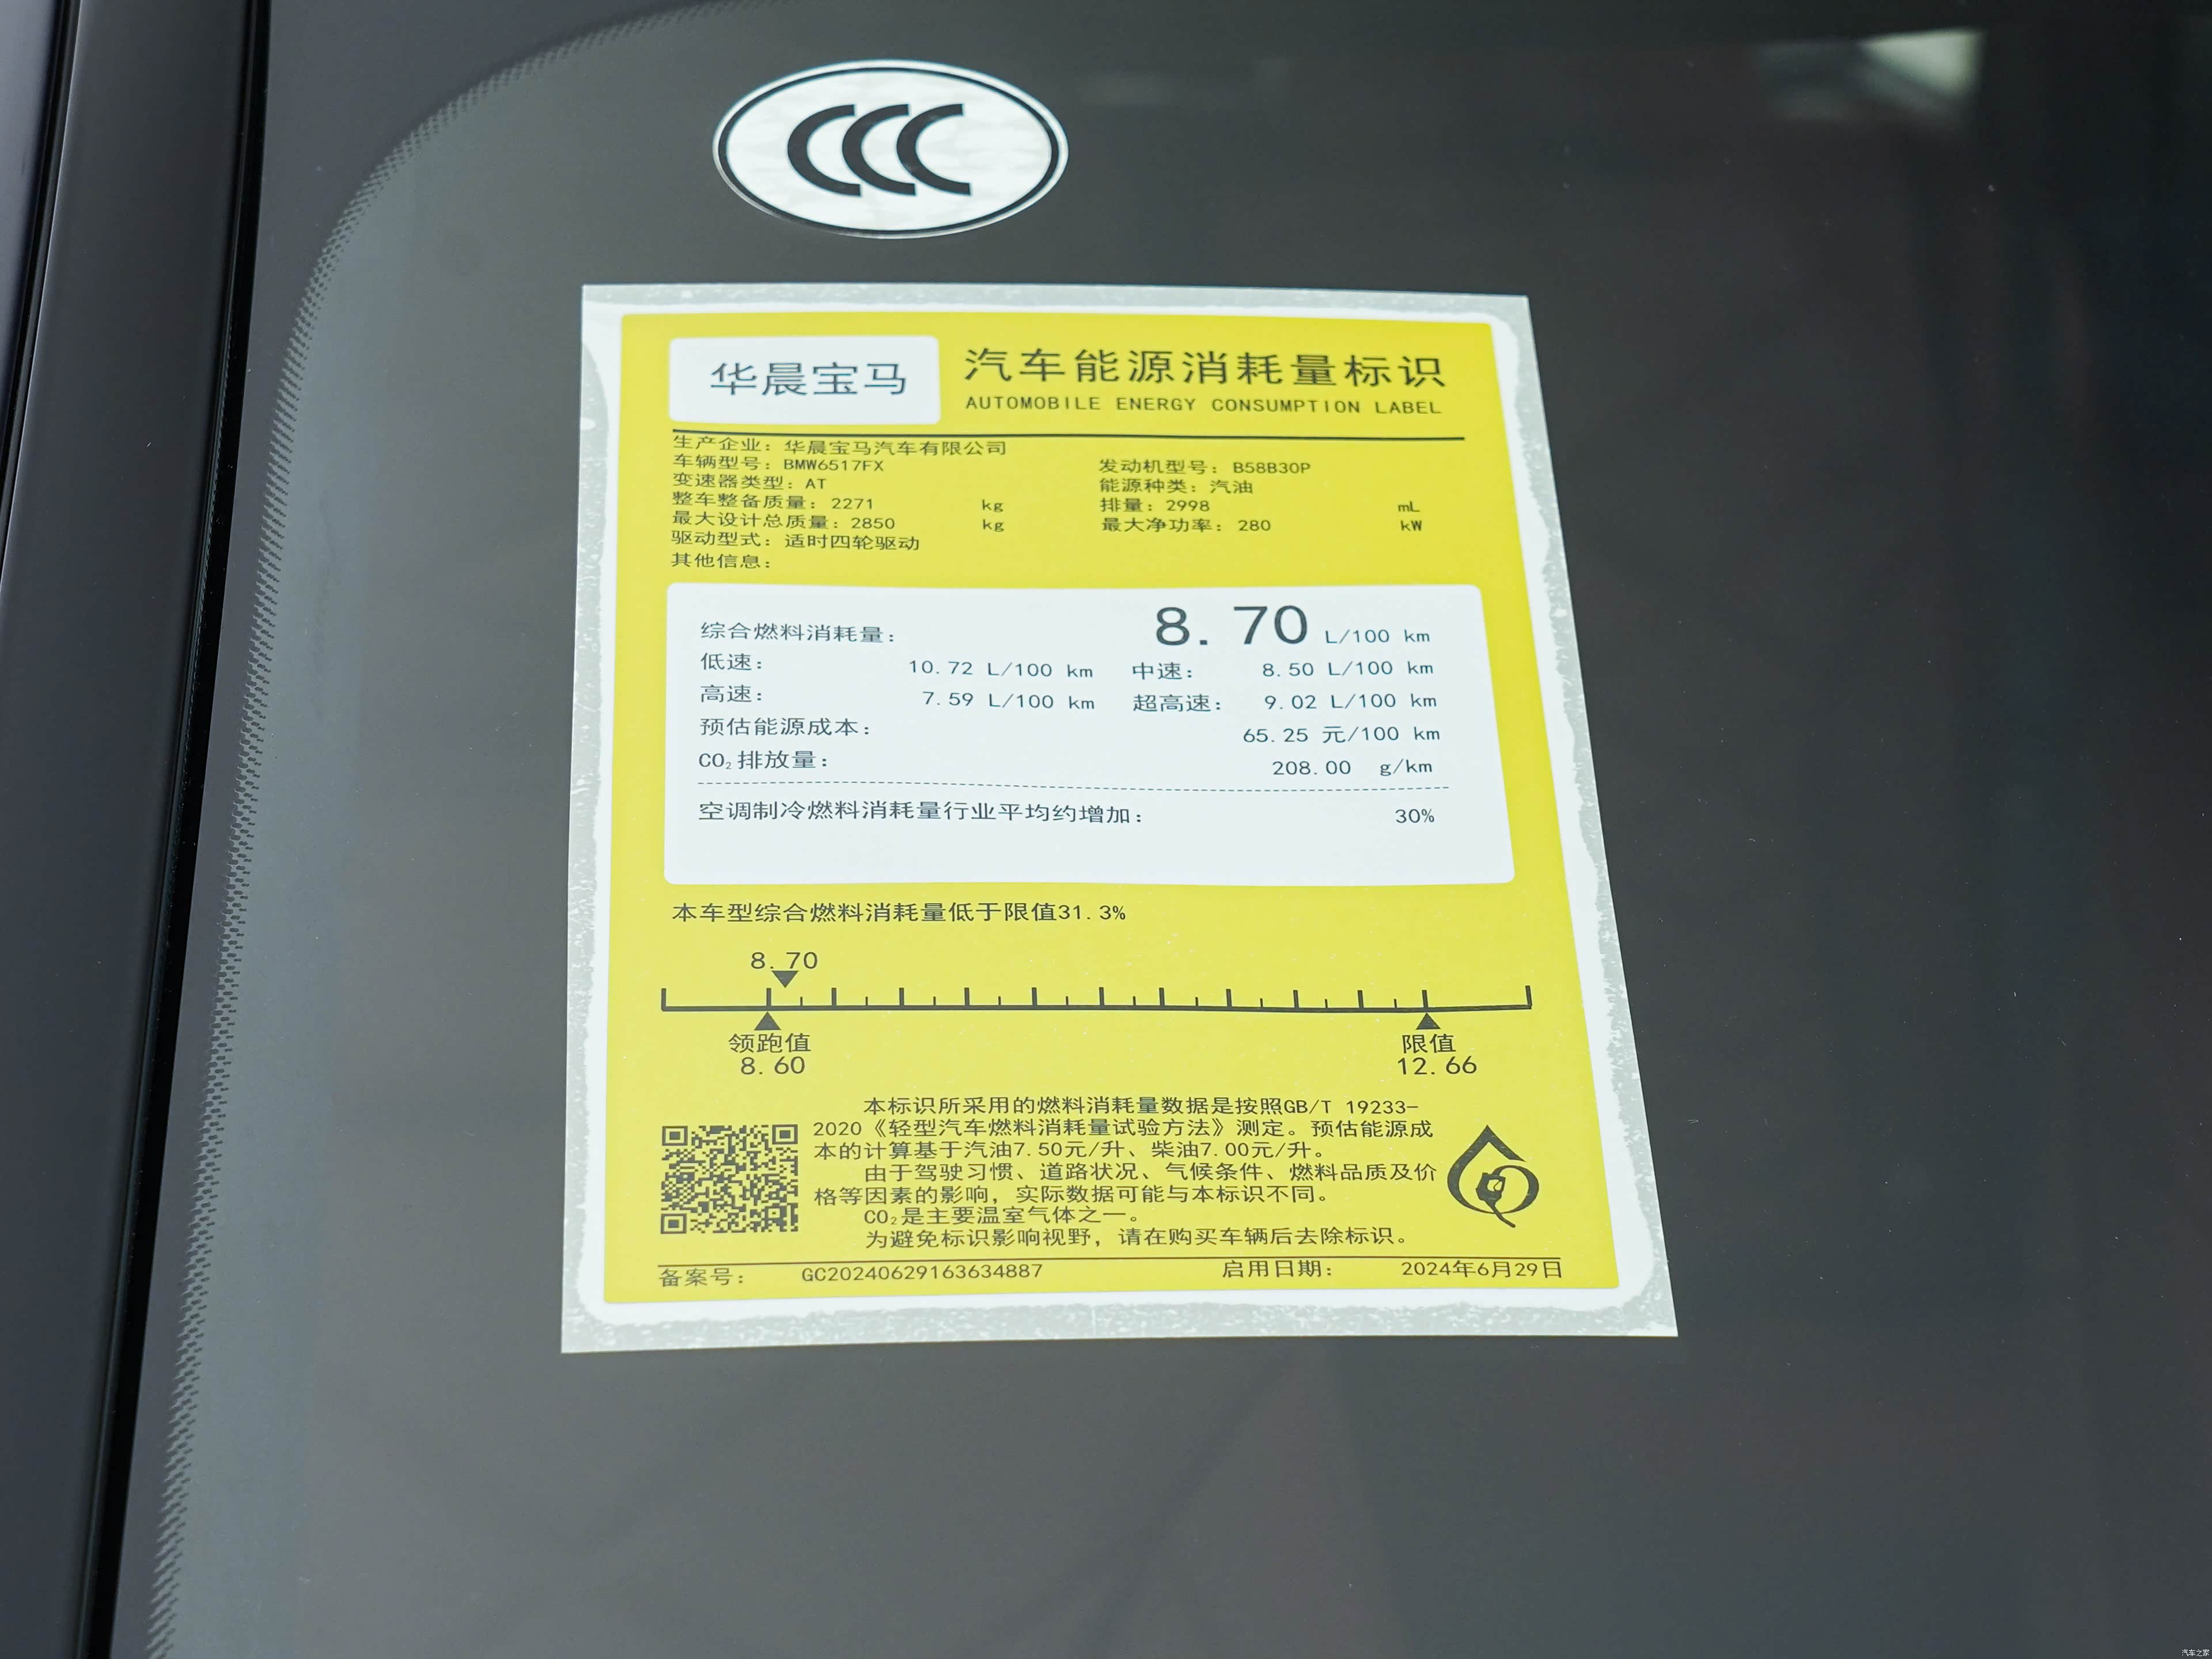 CCC
华晨宝马
汽车能源消耗量标识
AUTOMOBILE ENERGY CONSUMPTION LABEL
生产企业：华晨宝马汽车有限公司
车辆型号：BMW6517FX 发动机型号：B58B30P
变速器类型：AT 能源种类：汽油
整车整备质量：2271 kg 排量：2998 mL
最大设计总质量：2850 kg 最大净功率：280 kW
驱动型式：适时四轮驱动
其他信息：
综合燃料消耗量： 8.70 L/100 km
低速： 10.72 L/100 km 中速： 8.50 L/100 km
高速： 7.59 L/100 km 超高速： 9.02 L/100 km
预估能源成本： 65.25 元/100 km
CO₂排放量： 208.00 g/km
空调制冷燃料消耗量行业平均约增加： 30%
本车型综合燃料消耗量低于限值31.3%
8.70
领跑值 限值
8.60 12.66
本标识所采用的燃料消耗量数据是按照GB/T 19233-
2020《轻型汽车燃料消耗量试验方法》测定。预估能源成
本的计算基于汽油7.50元/升、柴油7.00元/升。
由于驾驶习惯、道路状况、气候条件、燃料品质及价
格等因素的影响，实际数据可能与本标识不同。
CO₂是主要温室气体之一。
为避免标识影响视野，请在购买车辆后去除标识。
备案号： GC20240629163634887 启用日期： 2024年6月29日
汽车之家